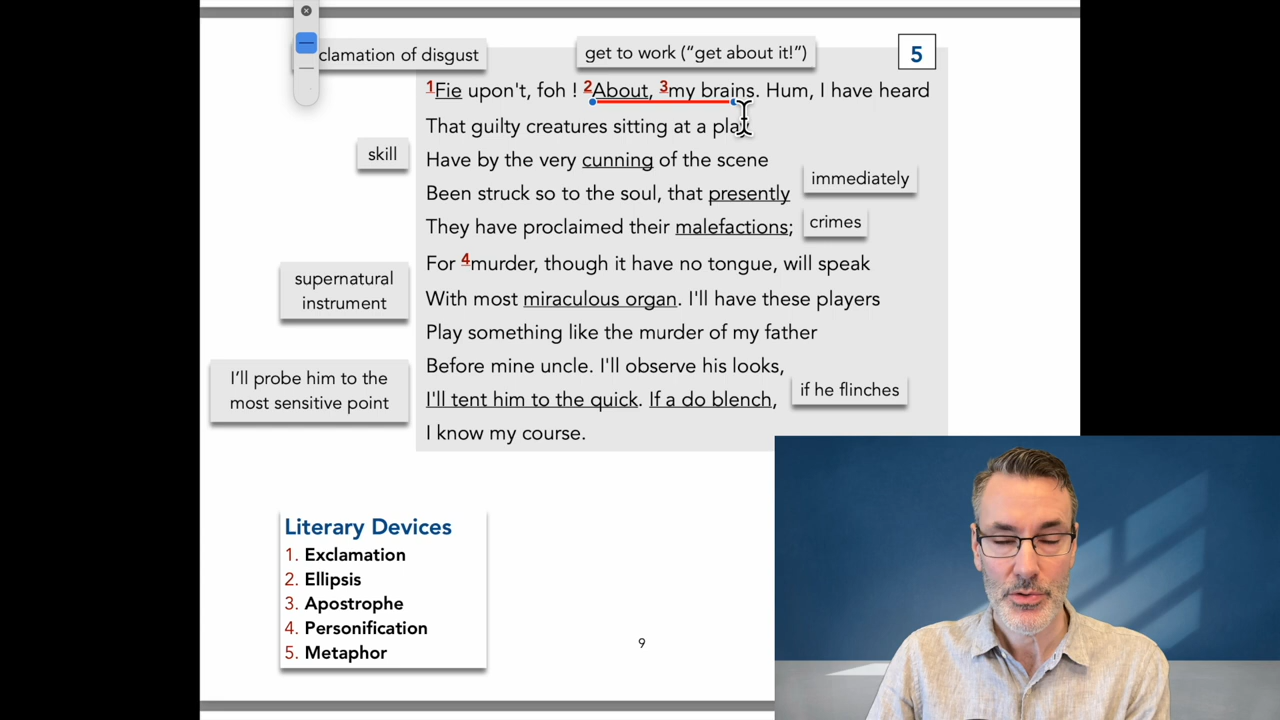 clamation of disgust
get to work (“get about it!”)
5
1Fie upon't, foh ! 2About, 3my brains. Hum, I have heard
That guilty creatures sitting at a play
skill
Have by the very cunning of the scene
Been struck so to the soul, that presently
immediately
They have proclaimed their malefactions;
crimes
For 4murder, though it have no tongue, will speak
supernatural
instrument
With most miraculous organ. I'll have these players
Play something like the murder of my father
Before mine uncle. I'll observe his looks,
I’ll probe him to the
most sensitive point
I'll tent him to the quick. If a do blench,
if he flinches
I know my course.
Literary Devices
1. Exclamation
2. Ellipsis
3. Apostrophe
4. Personification
5. Metaphor
9